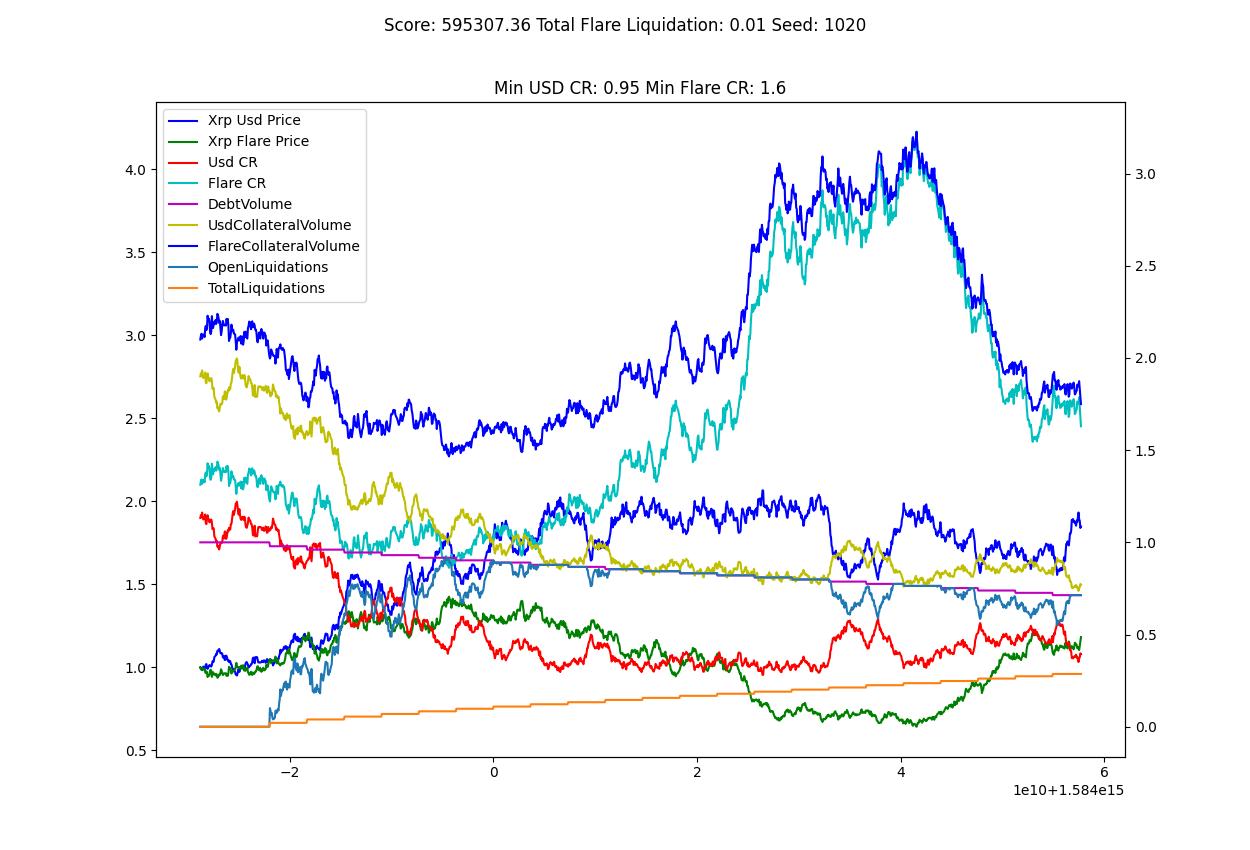 Score: 595307.36 Total Flare Liquidation: 0.01 Seed: 1020
Min USD CR: 0.95 Min Flare CR: 1.6
Xrp Usd Price
Xrp Flare Price
Usd CR
Flare CR
DebtVolume
UsdCollateralVolume
FlareCollateralVolume
OpenLiquidations
TotalLiquidations
4.0
3.5
3.0
2.5
2.0
1.5
1.0
0.5
3.0
2.5
2.0
1.5
1.0
0.5
0.0
−2 0 2 4 6
1e10+1.584e15